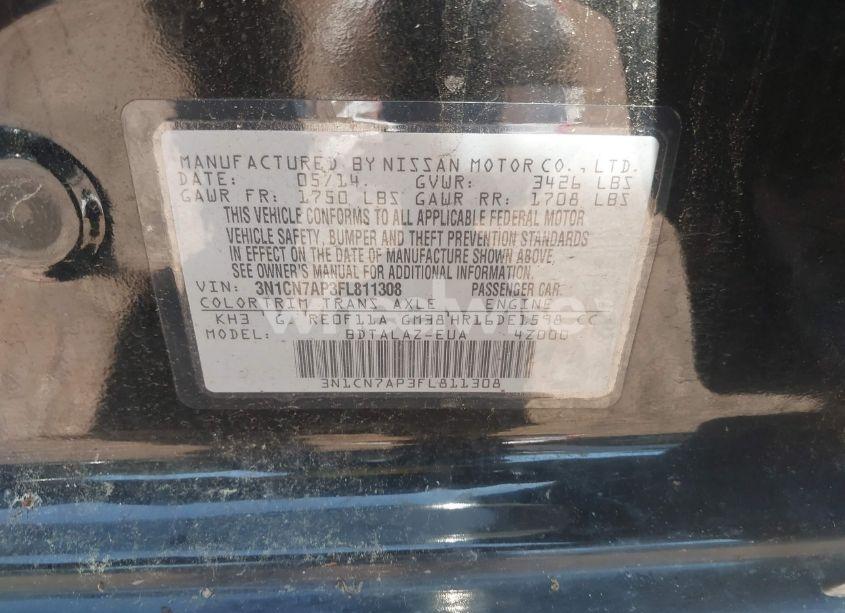 MANUFACTURED BY NISSAN MOTOR CO., LTD.
DATE: 05/14 GVWR: 3426 LBS
GAWR FR: 1750 LBS GAWR RR: 1708 LBS
THIS VEHICLE CONFORMS TO ALL APPLICABLE FEDERAL MOTOR
VEHICLE SAFETY, BUMPER AND THEFT PREVENTION STANDARDS
IN EFFECT ON THE DATE OF MANUFACTURE SHOWN ABOVE.
SEE OWNER'S MANUAL FOR ADDITIONAL INFORMATION.
VIN: 3N1CN7AP3FL811308 PASSENGER CAR
COLOR TRIM TRANS AXLE ENGINE
KH3 G RE0F11A GM38 HR16DE1598 CC
MODEL: BDTALAZ-EUA 4Z000
3N1CN7AP3FL811308